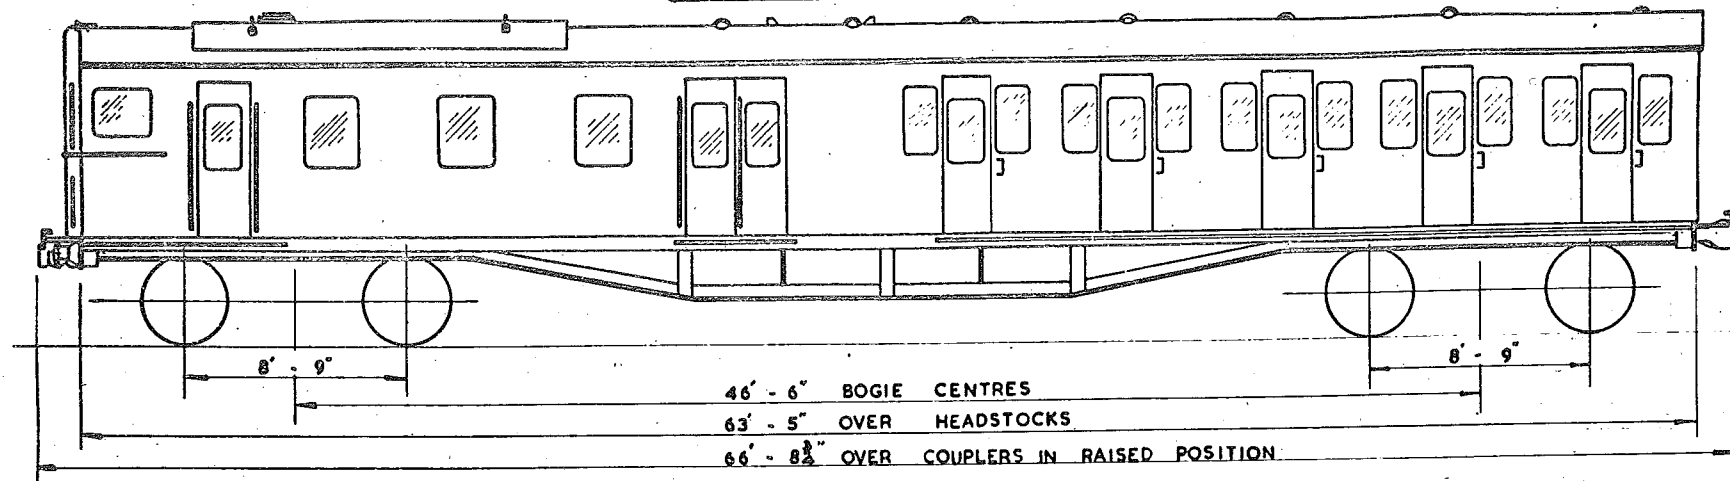 8' - 9"
8' - 9"
46' - 6" BOGIE CENTRES
63' - 5" OVER HEADSTOCKS
66' - 8¾" OVER COUPLERS IN RAISED POSITION